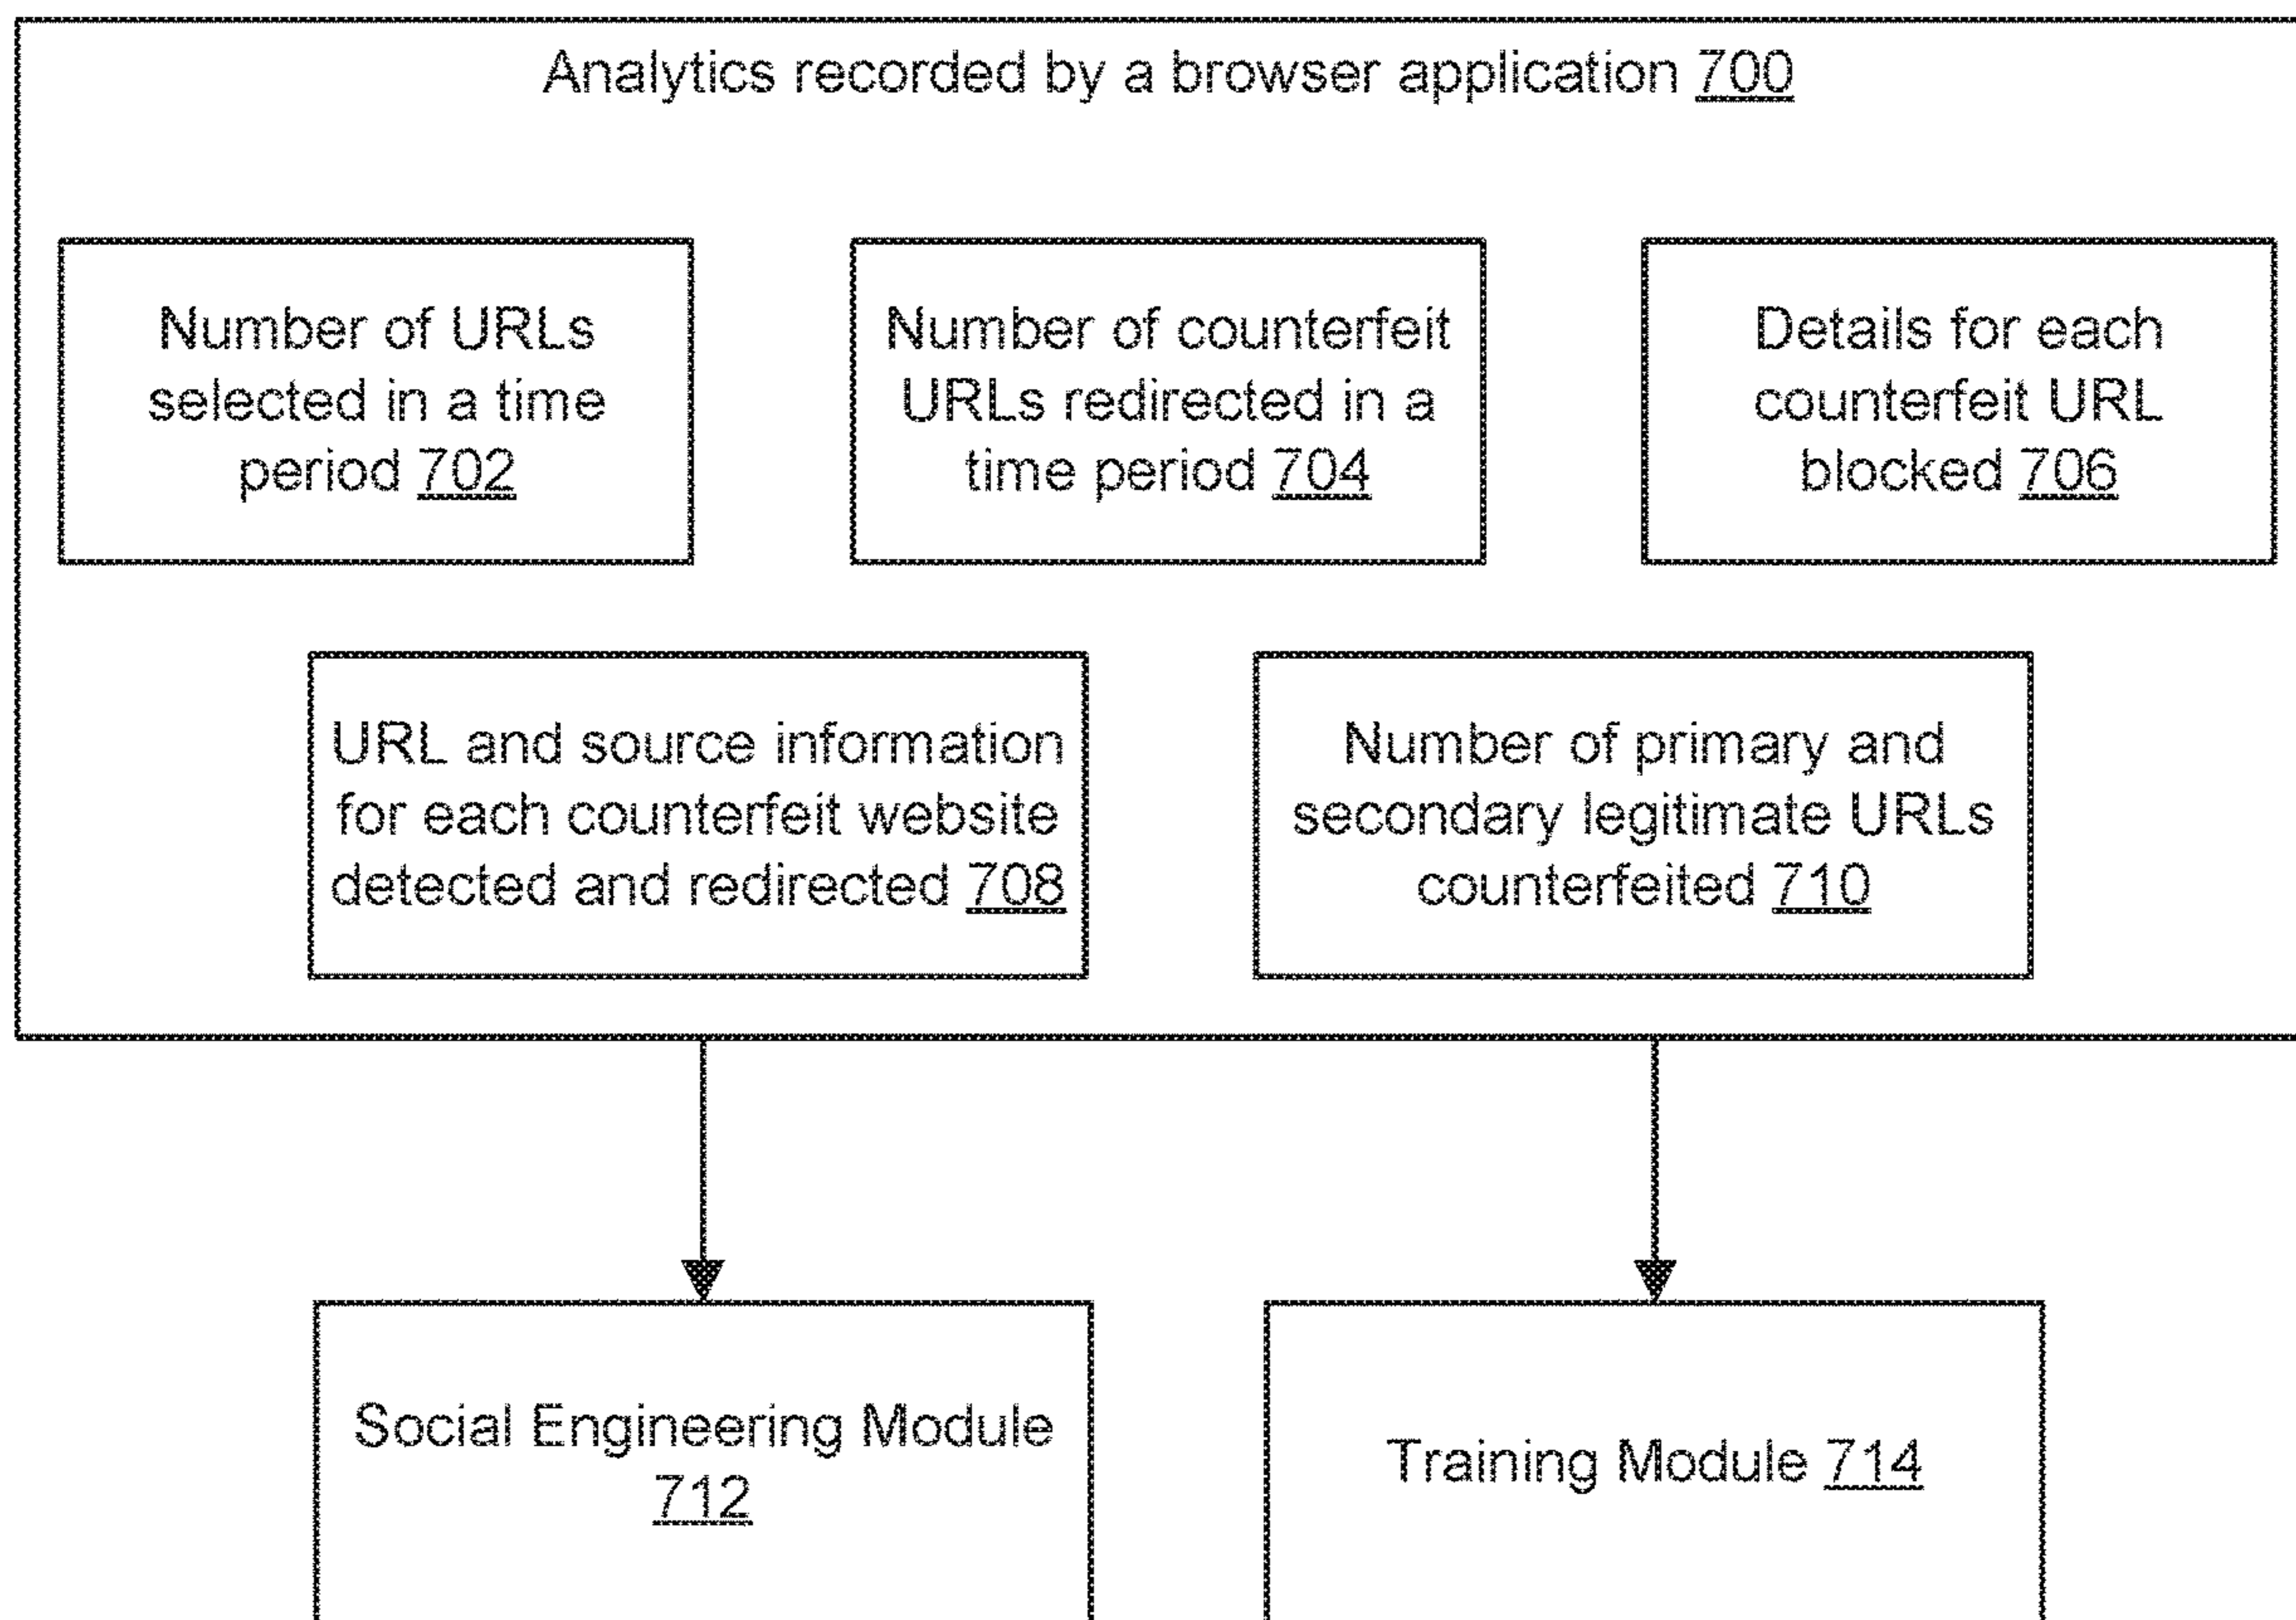 Analytics recorded by a browser application 700
Number of URLs
selected in a time
period 702
Number of counterfeit
URLs redirected in a
time period 704
Details for each
counterfeit URL
blocked 706
URL and source information
for each counterfeit website
detected and redirected 708
Number of primary and
secondary legitimate URLs
counterfeited 710
Social Engineering Module
712
Training Module 714